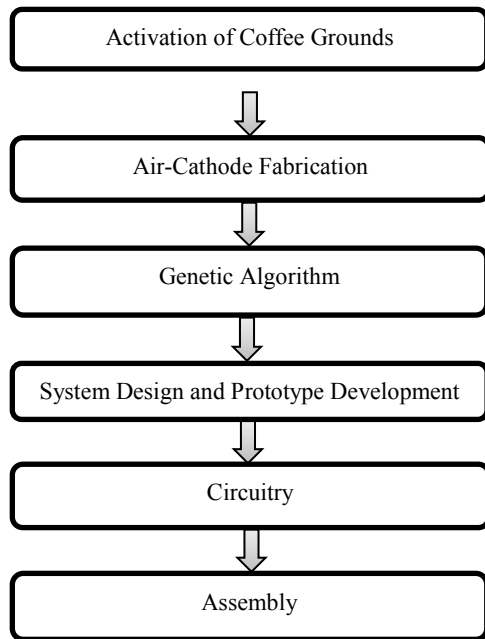 Activation of Coffee Grounds
Air-Cathode Fabrication
Genetic Algorithm
System Design and Prototype Development
Circuitry
Assembly